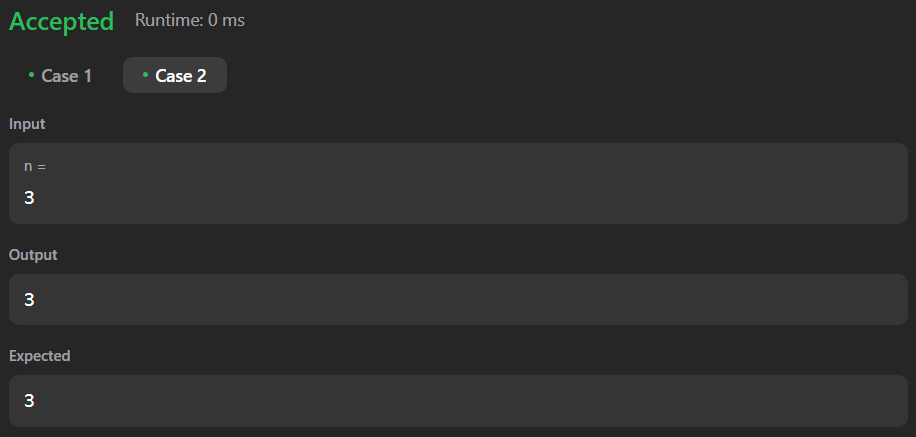 Accepted Runtime: 0 ms
• Case 1 • Case 2
Input
n =
3
Output
3
Expected
3